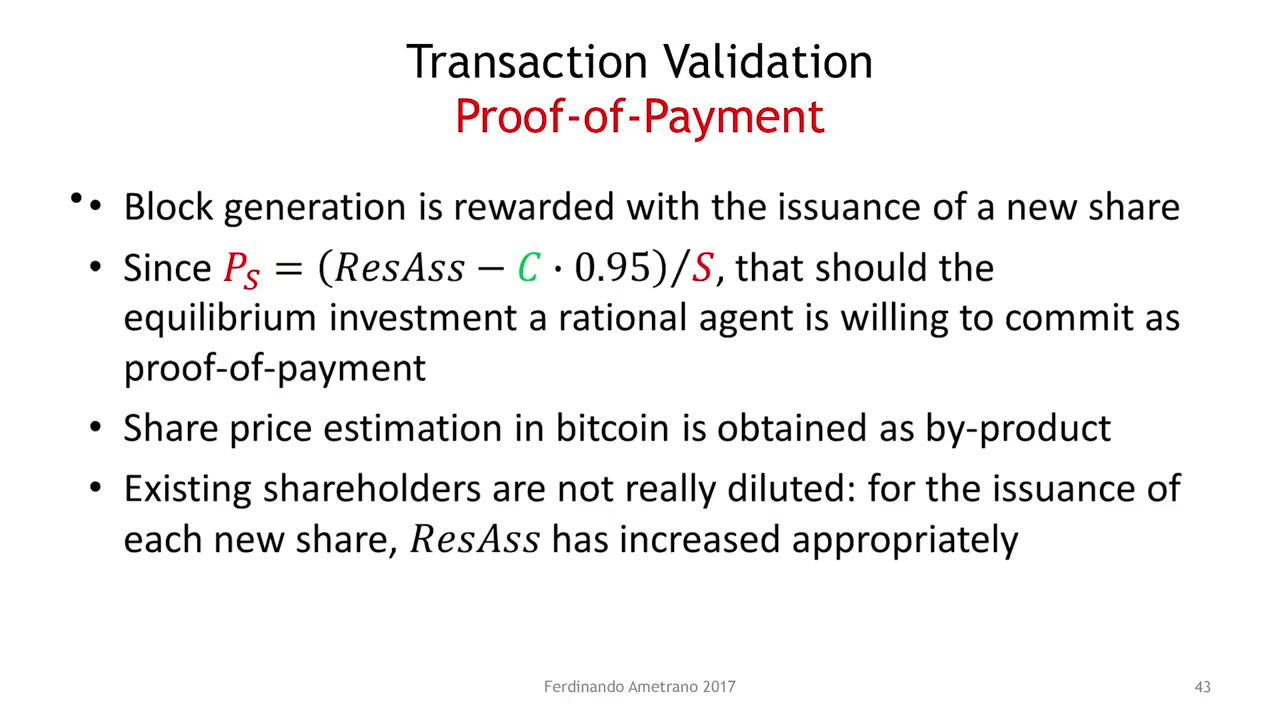 Transaction Validation
Proof-of-Payment
• • Block generation is rewarded with the issuance of a new share
• Since P_S = (ResAss − C · 0.95)/S, that should the
equilibrium investment a rational agent is willing to commit as
proof-of-payment
• Share price estimation in bitcoin is obtained as by-product
• Existing shareholders are not really diluted: for the issuance of
each new share, ResAss has increased appropriately
Ferdinando Ametrano 2017
43